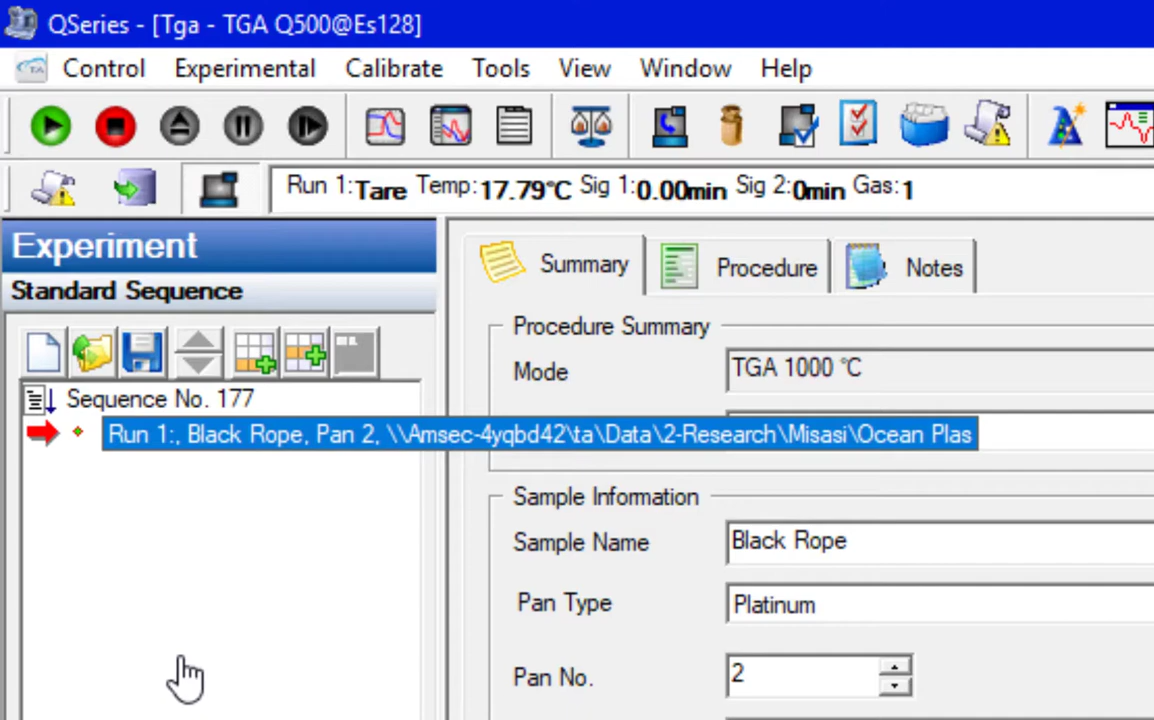 QSeries - [Tga - TGA Q500@Es128]
Control Experimental Calibrate Tools View Window Help
Run 1: Tare Temp: 17.79°C Sig 1: 0.00min Sig 2: 0min Gas: 1
Experiment
Standard Sequence
Summary Procedure Notes
Procedure Summary
Mode TGA 1000 °C
Sequence No. 177
Run 1:, Black Rope, Pan 2, \\Amsec-4yqbd42\ta\Data\2-Research\Misasi\Ocean Plas
Sample Information
Sample Name Black Rope
Pan Type Platinum
Pan No. 2